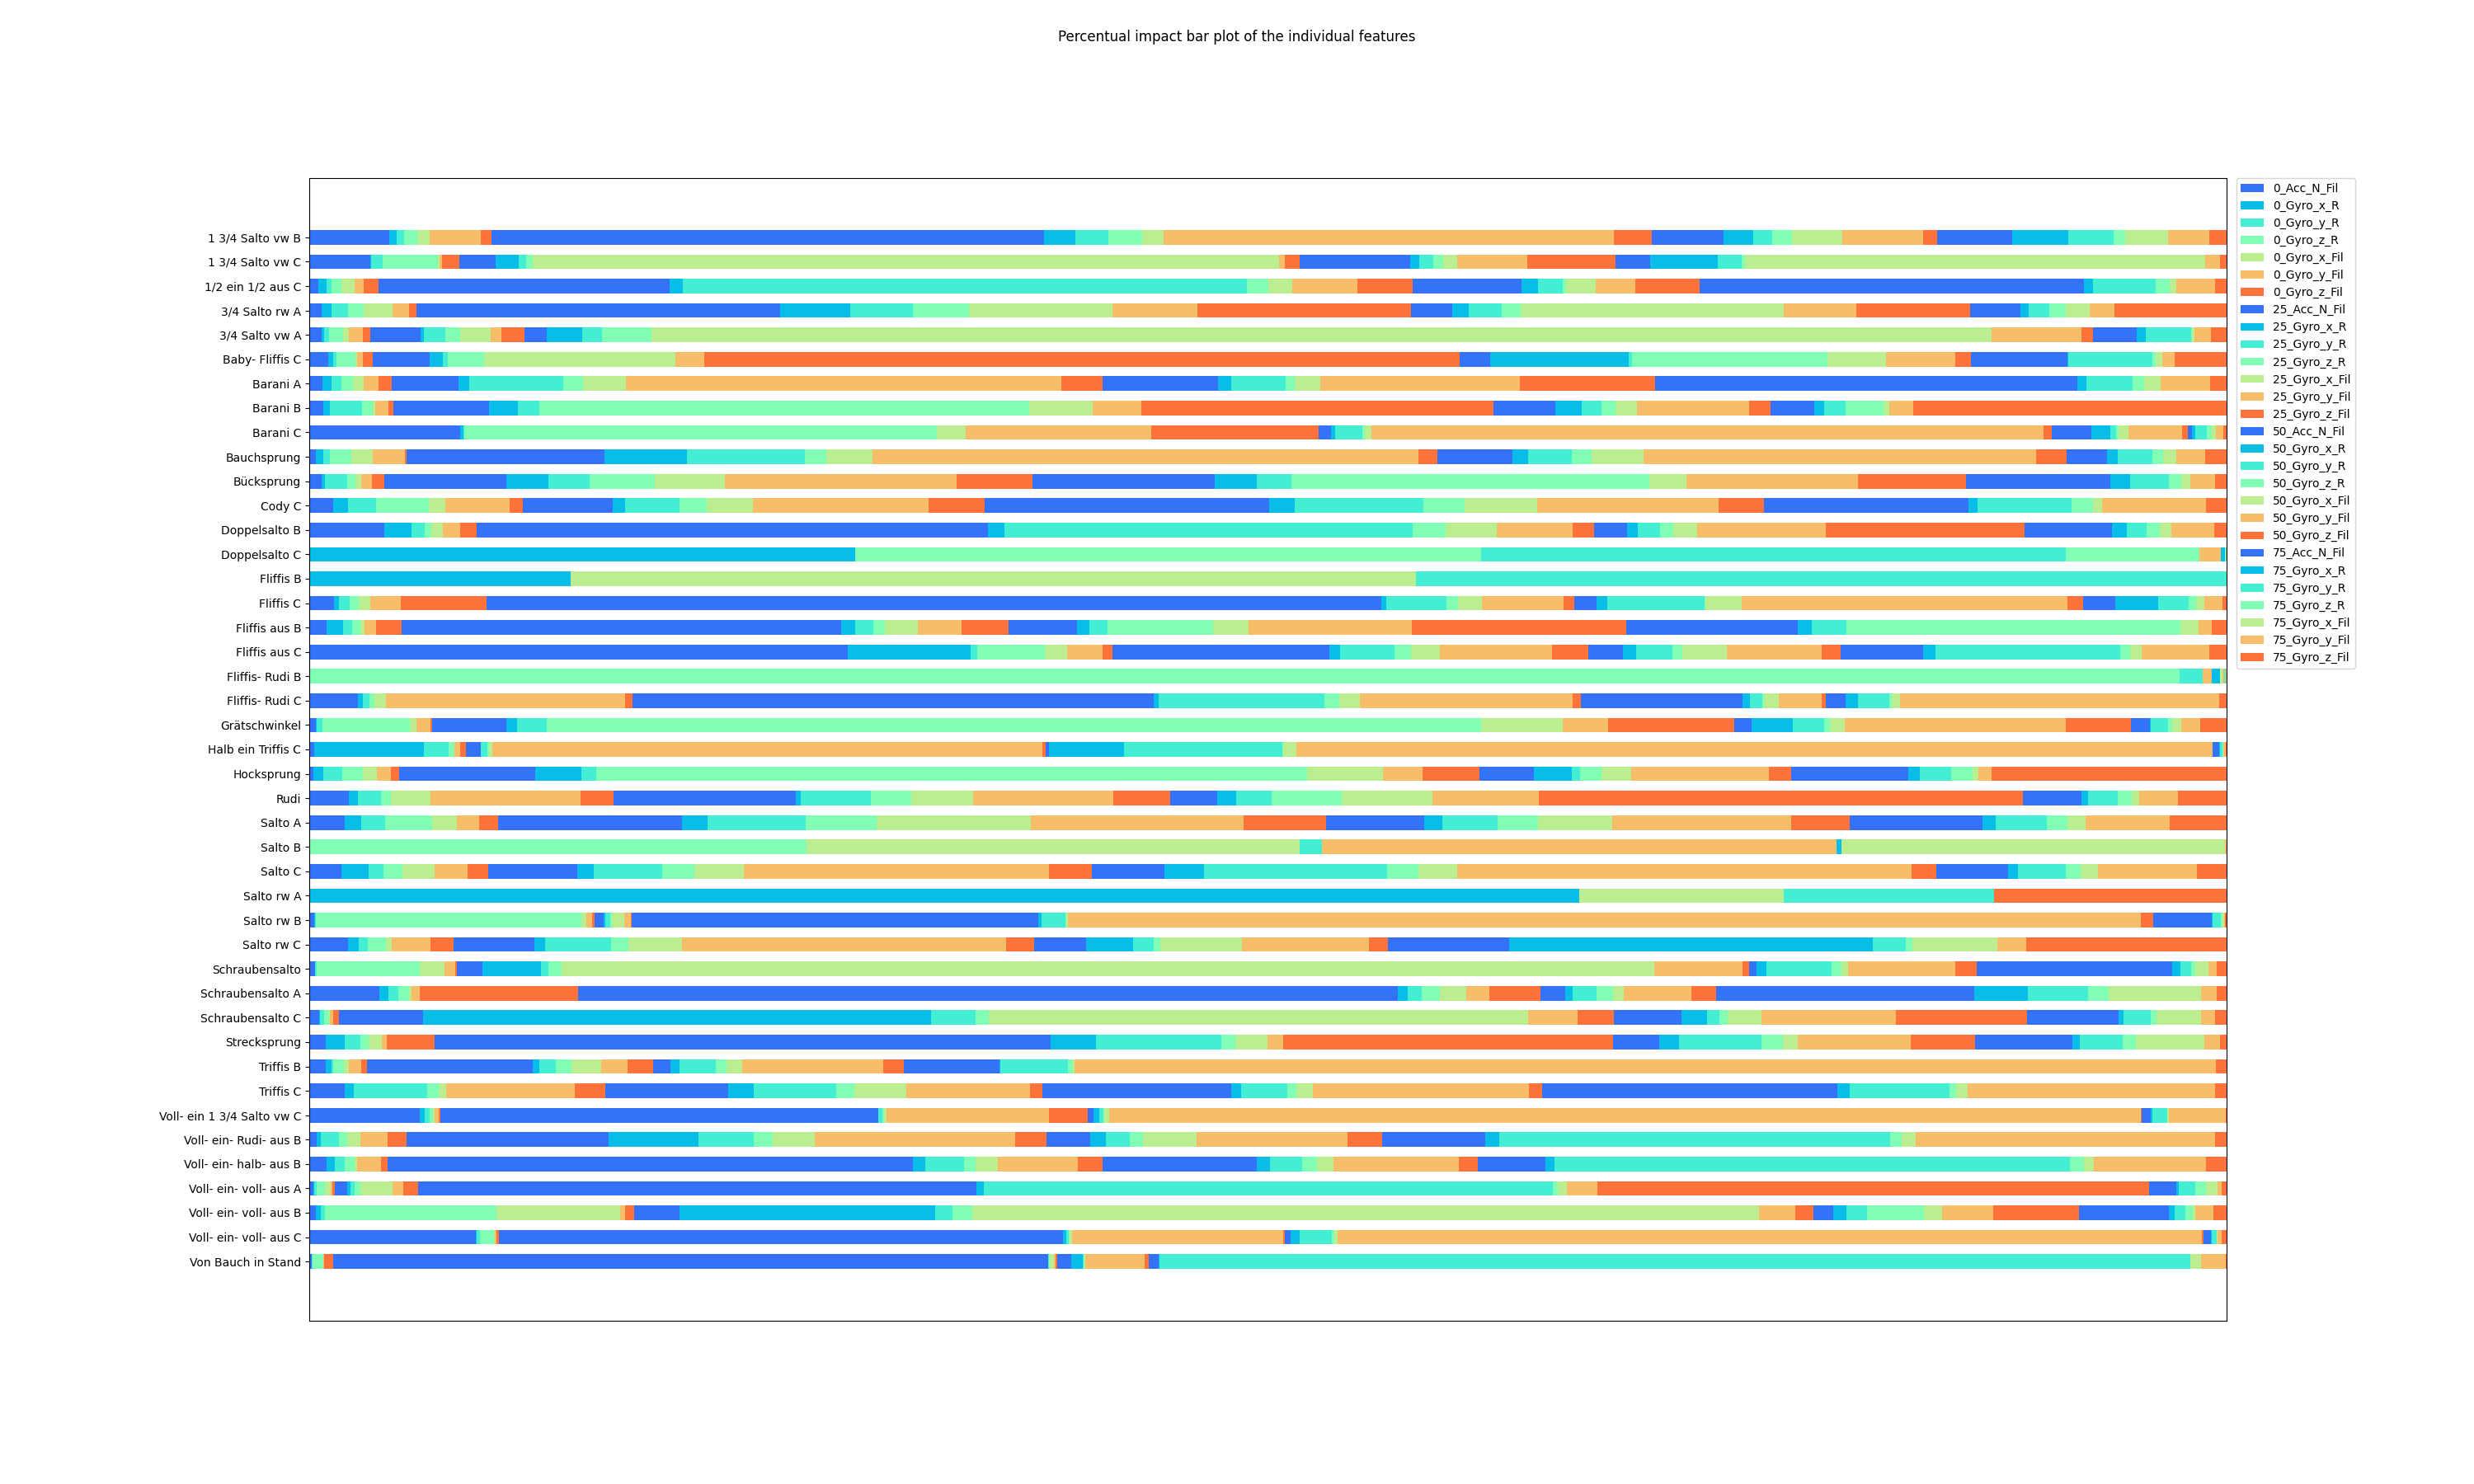 Percentual impact bar plot of the individual features
1 3/4 Salto vw B
1 3/4 Salto vw C
1/2 ein 1/2 aus C
3/4 Salto rw A
3/4 Salto vw A
Baby- Fliffis C
Barani A
Barani B
Barani C
Bauchsprung
Bücksprung
Cody C
Doppelsalto B
Doppelsalto C
Fliffis B
Fliffis C
Fliffis aus B
Fliffis aus C
Fliffis- Rudi B
Fliffis- Rudi C
Grätschwinkel
Halb ein Triffis C
Hocksprung
Rudi
Salto A
Salto B
Salto C
Salto rw A
Salto rw B
Salto rw C
Schraubensalto
Schraubensalto A
Schraubensalto C
Strecksprung
Triffis B
Triffis C
Voll- ein 1 3/4 Salto vw C
Voll- ein- Rudi- aus B
Voll- ein- halb- aus B
Voll- ein- voll- aus A
Voll- ein- voll- aus B
Voll- ein- voll- aus C
Von Bauch in Stand
0_Acc_N_Fil
0_Gyro_x_R
0_Gyro_y_R
0_Gyro_z_R
0_Gyro_x_Fil
0_Gyro_y_Fil
0_Gyro_z_Fil
25_Acc_N_Fil
25_Gyro_x_R
25_Gyro_y_R
25_Gyro_z_R
25_Gyro_x_Fil
25_Gyro_y_Fil
25_Gyro_z_Fil
50_Acc_N_Fil
50_Gyro_x_R
50_Gyro_y_R
50_Gyro_z_R
50_Gyro_x_Fil
50_Gyro_y_Fil
50_Gyro_z_Fil
75_Acc_N_Fil
75_Gyro_x_R
75_Gyro_y_R
75_Gyro_z_R
75_Gyro_x_Fil
75_Gyro_y_Fil
75_Gyro_z_Fil